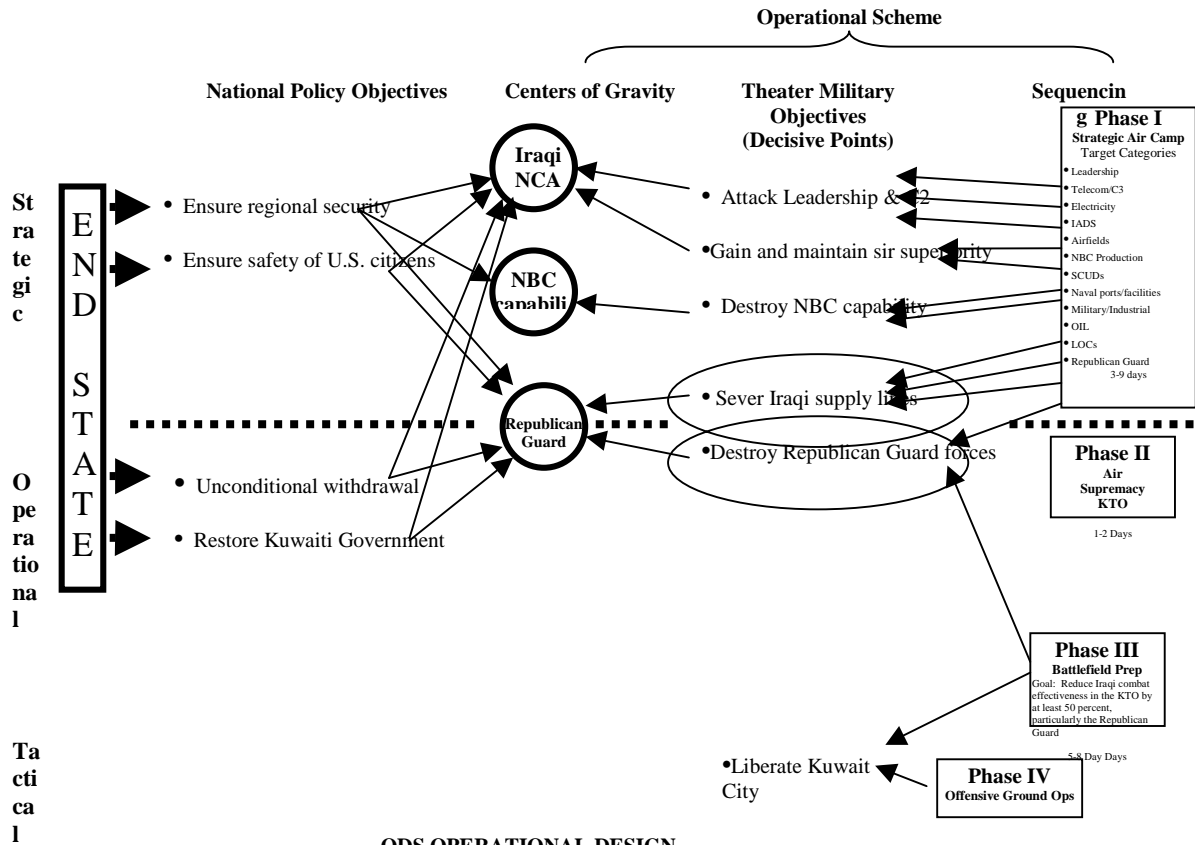 Operational Scheme
National Policy Objectives
Centers of Gravity
Theater Military
Objectives
(Decisive Points)
Sequencin
g
St
ra
te
gi
c
O
pe
ra
tio
na
l
Ta
cti
ca
l
E
N
D
S
T
A
T
E
• Ensure regional security
• Ensure safety of U.S. citizens
• Unconditional withdrawal
• Restore Kuwaiti Government
Iraqi
NCA
NBC
capabili
Republican
Guard
• Attack Leadership & C2
•Gain and maintain sir superiority
• Destroy NBC capability
• Sever Iraqi supply lines
•Destroy Republican Guard forces
•Liberate Kuwait
City
Phase I
Strategic Air Camp
Target Categories
• Leadership
• Telecom/C3
• Electricity
• IADS
• Airfields
• NBC Production
• SCUDs
• Naval ports/facilities
• Military/Industrial
• OIL
• LOCs
• Republican Guard
3-9 days
Phase II
Air
Supremacy
KTO
1-2 Days
Phase III
Battlefield Prep
Goal: Reduce Iraqi combat
effectiveness in the KTO by
at least 50 percent,
particularly the Republican
Guard
5-8 Day Days
Phase IV
Offensive Ground Ops
ODS OPERATIONAL DESIGN